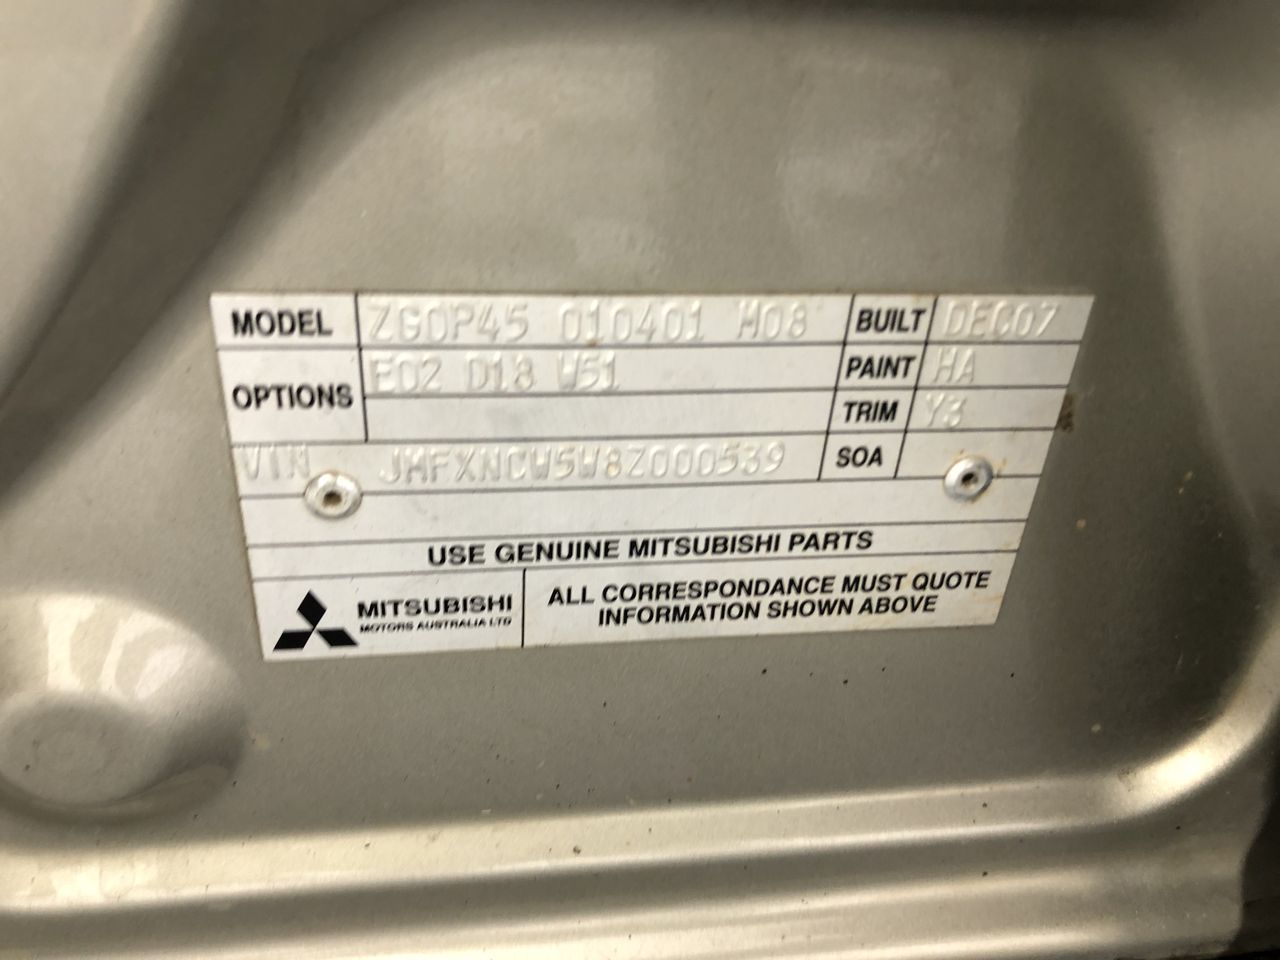 MODEL ZG0P45 010401 M08 BUILT DEC07
OPTIONS E02 D18 W51 PAINT HA
TRIM Y3
VIN JMFXNCW5W8Z000539 SOA
USE GENUINE MITSUBISHI PARTS
MITSUBISHI
MOTORS AUSTRALIA LTD
ALL CORRESPONDANCE MUST QUOTE
INFORMATION SHOWN ABOVE